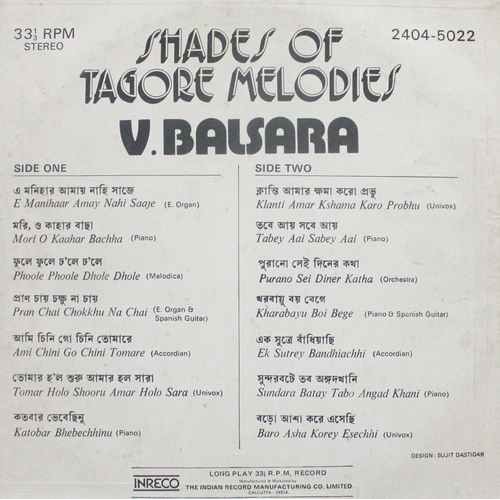 33⅓ RPM
STEREO
SHADES OF
TAGORE MELODIES
2404-5022
V. BALSARA
SIDE ONE
এ মনিহার আমায় নাহি সাজে
E Manihaar Amay Nahi Saaje (E. Organ)
মরি, ও কাহার বাছা
Mori O Kaahar Bachha (Piano)
ফুলে ফুলে ঢ'লে ঢ'লে
Phoole Phoole Dhole Dhole (Melodica)
প্রাণ চায় চক্ষু না চায়
Pran Chai Chokkhu Na Chai (E. Organ & Spanish Guitar)
আমি চিনি গো চিনি তোমারে
Ami Chini Go Chini Tomare (Accordian)
তোমার হ'ল শুরু আমার হল সারা
Tomar Holo Shooru Amar Holo Sara (Univox)
কতবার ভেবেছিনু
Katobar Bhebechhinu (Piano)
SIDE TWO
ক্লান্তি আমার ক্ষমা করো প্রভু
Klanti Amar Kshama Karo Probhu (Univox)
তবে আয় সবে আয়
Tabey Aai Sabey Aai (Piano)
পুরানো সেই দিনের কথা
Purano Sei Diner Katha (Orchestra)
খরবায়ু বয় বেগে
Kharabayu Boi Bege (Piano & Spanish Guitar)
এক সুত্রে বাঁধিয়াছি
Ek Sutrey Bandhiachhi (Accordian)
সুন্দরবটে তব অঙ্গদখানি
Sundara Batay Tabo Angad Khani (Piano)
বড়ো আশা করে এসেছি
Baro Asha Korey Esechhi (Univox)
DESIGN: SUJIT DASTIDAR
INRECO
LONG PLAY 33⅓ R.P.M. RECORD
Manufactured & Marketed by
THE INDIAN RECORD MANUFACTURING CO. LIMITED
CALCUTTA - INDIA